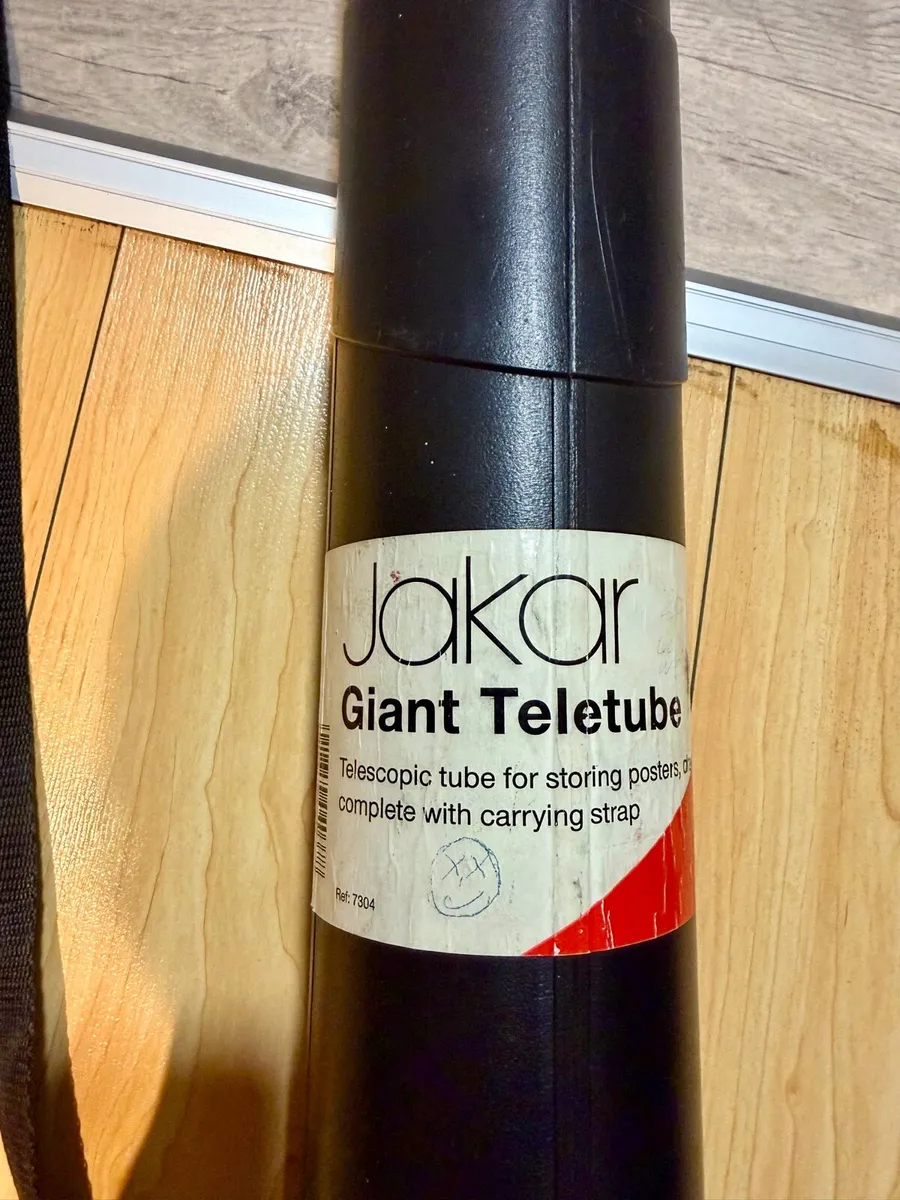 Jakar
Giant Teletube
Telescopic tube for storing posters,
complete with carrying strap
Ref: 7304